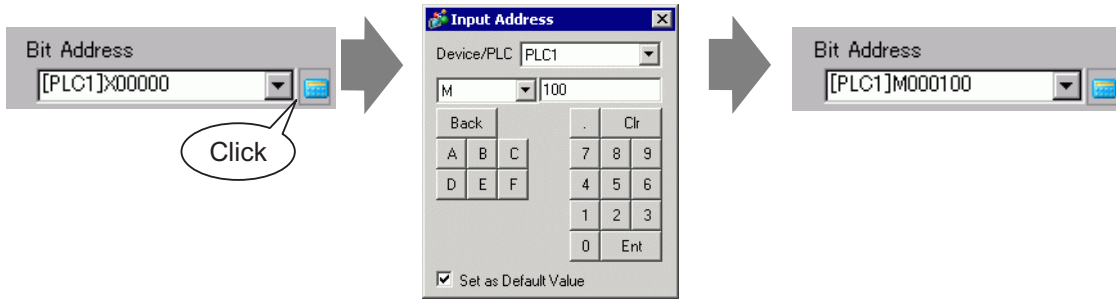 Bit Address
[PLC1]X00000
Click
Input Address
Device/PLC PLC1
M 100
Back . Clr
A B C 7 8 9
D E F 4 5 6
1 2 3
0 Ent
Set as Default Value
Bit Address
[PLC1]M000100